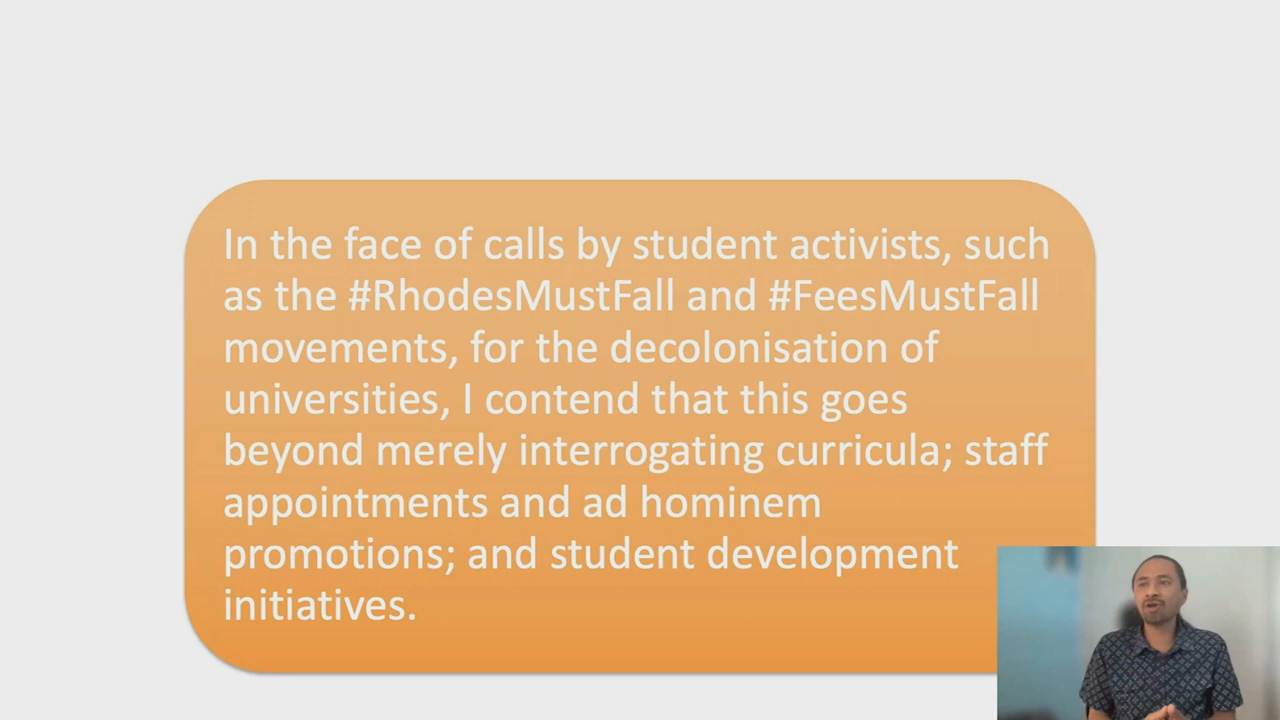 In the face of calls by student activists, such
as the #RhodesMustFall and #FeesMustFall
movements, for the decolonisation of
universities, I contend that this goes
beyond merely interrogating curricula; staff
appointments and ad hominem
promotions; and student development
initiatives.